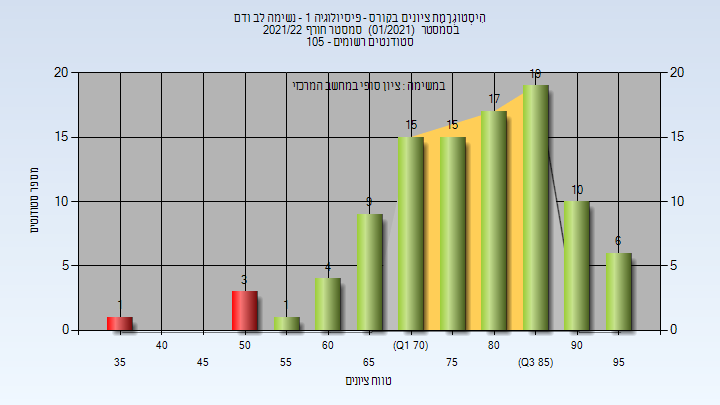 היסטוגרמת ציונים בקורס - פיסיולוגיה 1 - נשימה לב ודם
בסמסטר (01/2021) סמסטר חורף 2021/22
סטודנטים רשומים - 105
במשימה : ציון סופי במחשב המרכזי
20 20
15 15
10 10
5 5
0 0
מספר סטודנטים
1 3 1 4 9 15 15 17 19 10 6
40 50 60 (Q1 70) 80 90
35 45 55 65 75 (Q3 85) 95
טווח ציונים